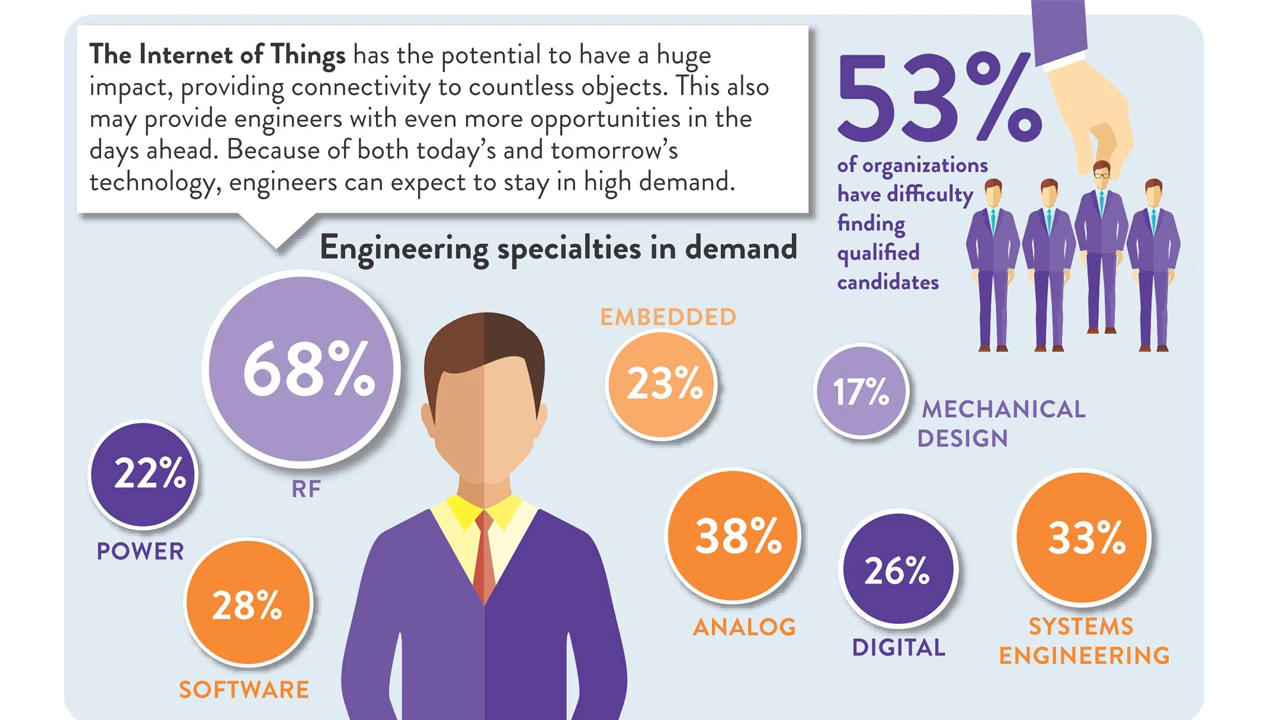 The Internet of Things has the potential to have a huge
impact, providing connectivity to countless objects. This also
may provide engineers with even more opportunities in the
days ahead. Because of both today's and tomorrow's
technology, engineers can expect to stay in high demand.
53%
of organizations
have difficulty
finding
qualified
candidates
Engineering specialties in demand
68%
RF
22%
POWER
28%
SOFTWARE
EMBEDDED
23%
17%
MECHANICAL
DESIGN
38%
ANALOG
26%
DIGITAL
33%
SYSTEMS
ENGINEERING